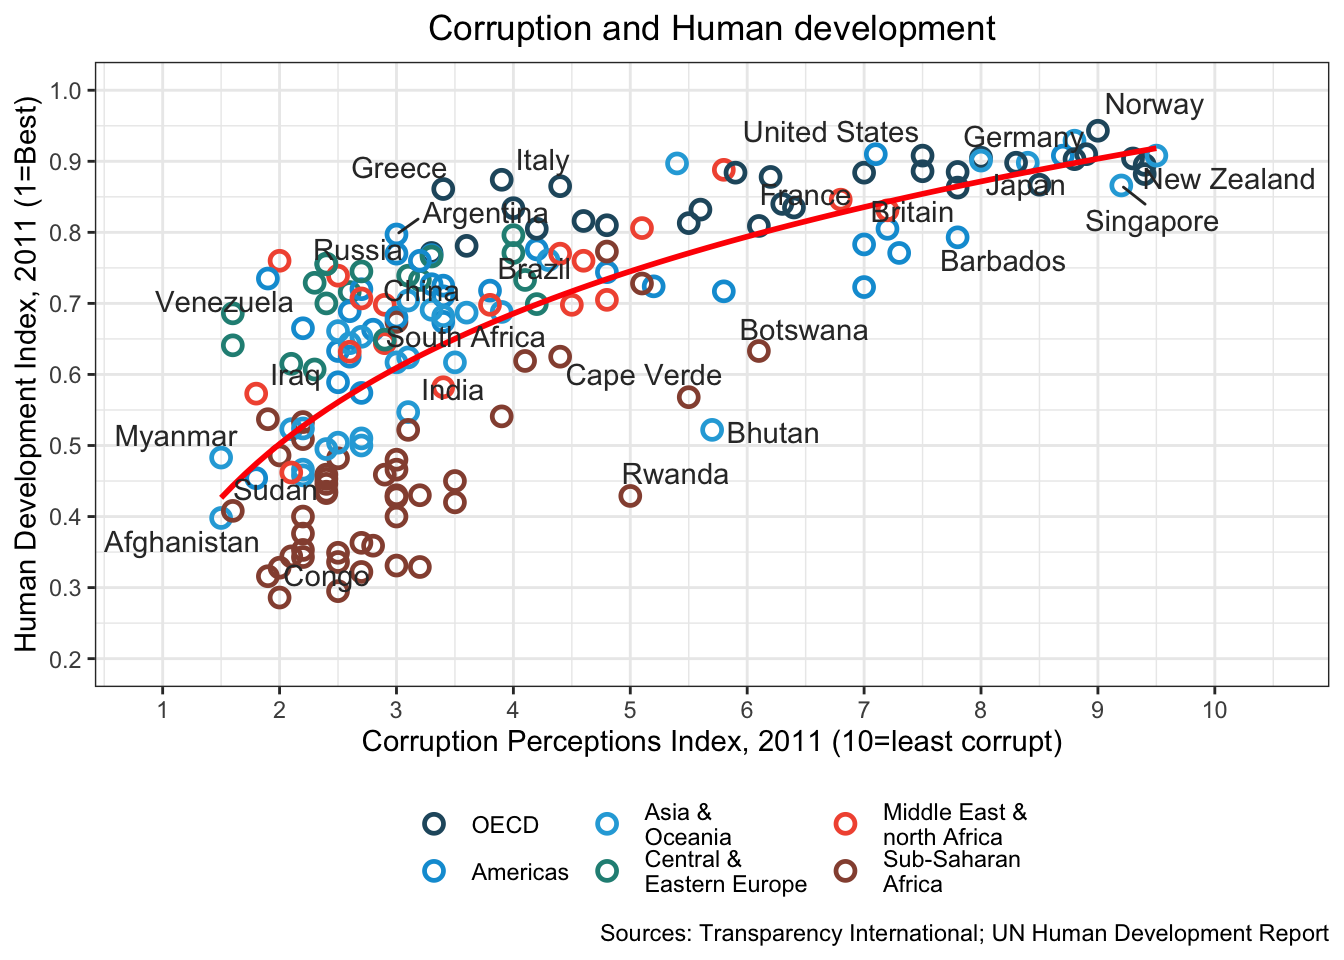 Corruption and Human development
Human Development Index, 2011 (1=Best)
1.0
0.9
0.8
0.7
0.6
0.5
0.4
0.3
0.2
Norway
United States
Germany
Italy
Greece
France
Japan
New Zealand
Argentina
Britain
Singapore
Russia
Brazil
Barbados
China
Venezuela
South Africa
Botswana
Iraq
India
Cape Verde
Myanmar
Bhutan
Sudan
Rwanda
Afghanistan
Congo
1 2 3 4 5 6 7 8 9 10
Corruption Perceptions Index, 2011 (10=least corrupt)
OECD
Americas
Asia &
Oceania
Central &
Eastern Europe
Middle East &
north Africa
Sub-Saharan
Africa
Sources: Transparency International; UN Human Development Report